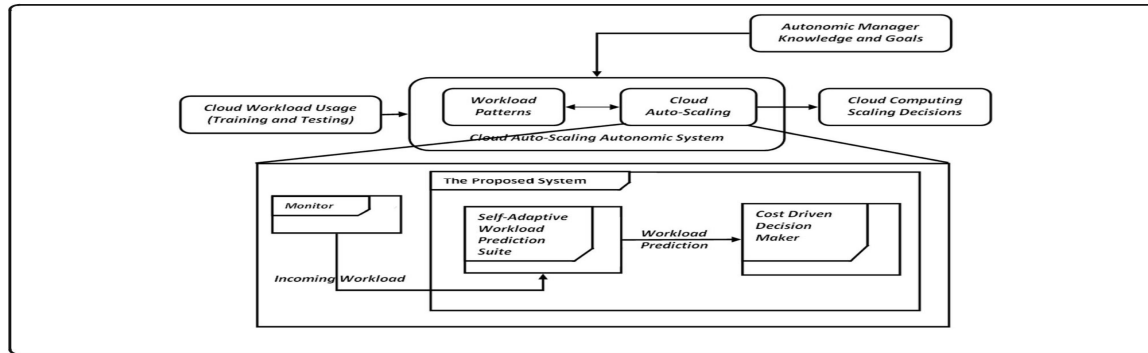 Autonomic Manager
Knowledge and Goals
Cloud Workload Usage
(Training and Testing)
Workload
Patterns
Cloud
Auto-Scaling
Cloud Computing
Scaling Decisions
Cloud Auto-Scaling Autonomic System
The Proposed System
Monitor
Self-Adaptive
Workload
Prediction
Suite
Workload
Prediction
Cost Driven
Decision
Maker
Incoming Workload